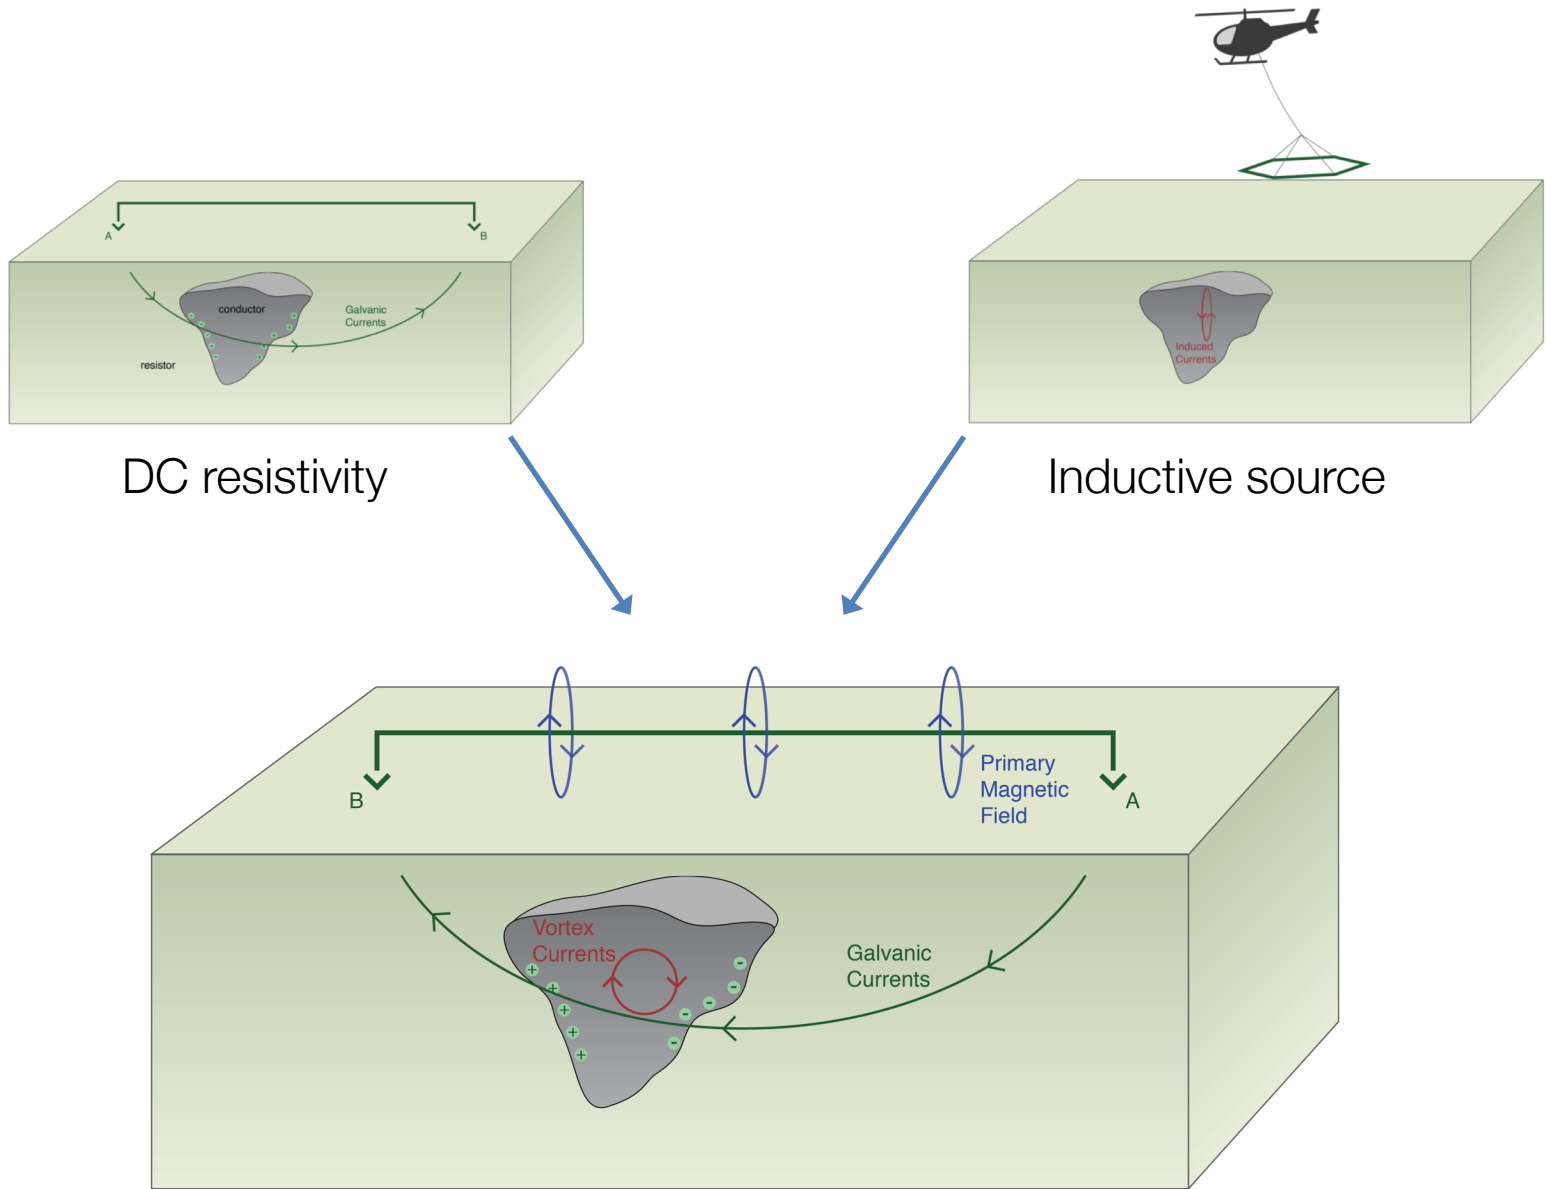 A
B
conductor
Galvanic
Currents
resistor
DC resistivity
Induced
Currents
Inductive source
Primary
Magnetic
Field
B
A
Vortex
Currents
Galvanic
Currents